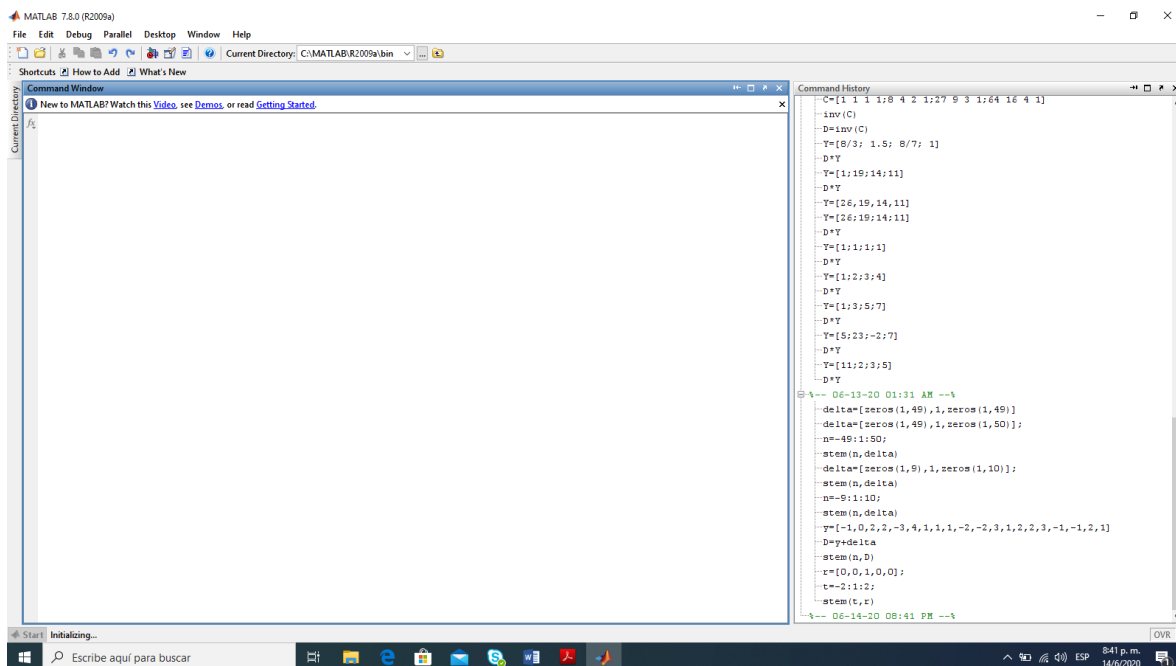 MATLAB 7.8.0 (R2009a)
File Edit Debug Parallel Desktop Window Help
Current Directory: C:\MATLAB\R2009a\bin
Shortcuts How to Add What's New
Current Directory
Command Window
New to MATLAB? Watch this Video, see Demos, or read Getting Started.
fx
Command History
C=[1 1 1 1;8 4 2 1;27 9 3 1;64 16 4 1]
inv(C)
D=inv(C)
Y=[8/3; 1.5; 8/7; 1]
D*Y
Y=[1;19;14;11]
D*Y
Y=[26,19,14,11]
Y=[26;19;14;11]
D*Y
Y=[1;1;1;1]
D*Y
Y=[1;2;3;4]
D*Y
Y=[1;3;5;7]
D*Y
Y=[5;23;-2;7]
D*Y
Y=[11;2;3;5]
D*Y
%-- 06-13-20 01:31 AM --%
delta=[zeros(1,49),1,zeros(1,49)]
delta=[zeros(1,49),1,zeros(1,50)];
n=-49:1:50;
stem(n,delta)
delta=[zeros(1,9),1,zeros(1,10)];
stem(n,delta)
n=-9:1:10;
stem(n,delta)
y=[-1,0,2,2,-3,4,1,1,1,-2,-2,3,1,2,2,3,-1,-1,2,1]
D=y+delta
stem(n,D)
r=[0,0,1,0,0];
t=-2:1:2;
stem(t,r)
%-- 06-14-20 08:41 PM --%
Start Initializing...
OVR
Escribe aquí para buscar
ESP
8:41 p. m.
14/6/2020